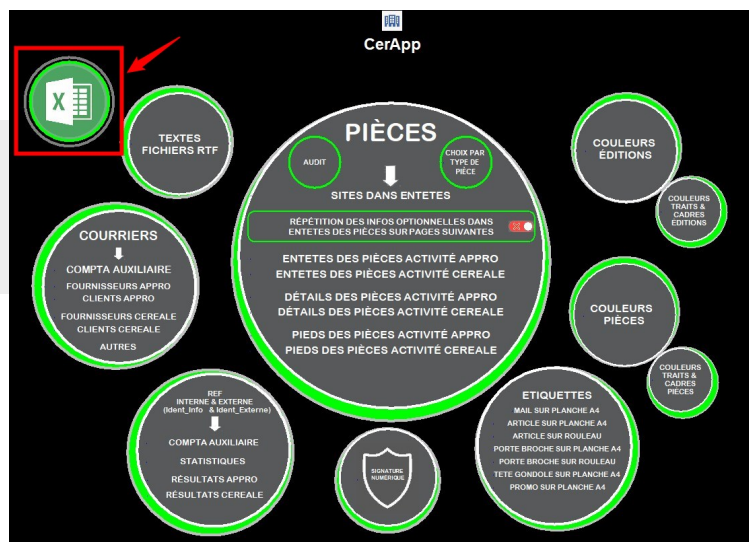 CerApp
X
TEXTES
FICHIERS RTF
PIÈCES
AUDIT
CHOIX PAR
TYPE DE
PIÈCE
SITES DANS ENTETES
RÉPÉTITION DES INFOS OPTIONNELLES DANS
ENTETES DES PIÈCES SUR PAGES SUIVANTES
ENTETES DES PIÈCES ACTIVITÉ APPRO
ENTETES DES PIÈCES ACTIVITÉ CEREALE
DÉTAILS DES PIÈCES ACTIVITÉ APPRO
DÉTAILS DES PIÈCES ACTIVITÉ CEREALE
PIEDS DES PIÈCES ACTIVITÉ APPRO
PIEDS DES PIÈCES ACTIVITÉ CEREALE
COULEURS
ÉDITIONS
COULEURS
TRAITS &
CADRES
ÉDITIONS
COURRIERS
COMPTA AUXILIAIRE
FOURNISSEURS APPRO
CLIENTS APPRO
FOURNISSEURS CEREALE
CLIENTS CEREALE
AUTRES
COULEURS
PIÈCES
COULEURS
TRAITS &
CADRES
PIÈCES
REF
INTERNE & EXTERNE
(Ident_Info & Ident_Externe)
COMPTA AUXILIAIRE
STATISTIQUES
RÉSULTATS APPRO
RÉSULTATS CEREALE
SIGNATURE
NUMÉRIQUE
ETIQUETTES
MAIL SUR PLANCHE A4
ARTICLE SUR PLANCHE A4
ARTICLE SUR ROULEAU
PORTE BROCHE SUR PLANCHE A4
PORTE BROCHE SUR ROULEAU
TETE GONDOLE SUR PLANCHE A4
PROMO SUR PLANCHE A4